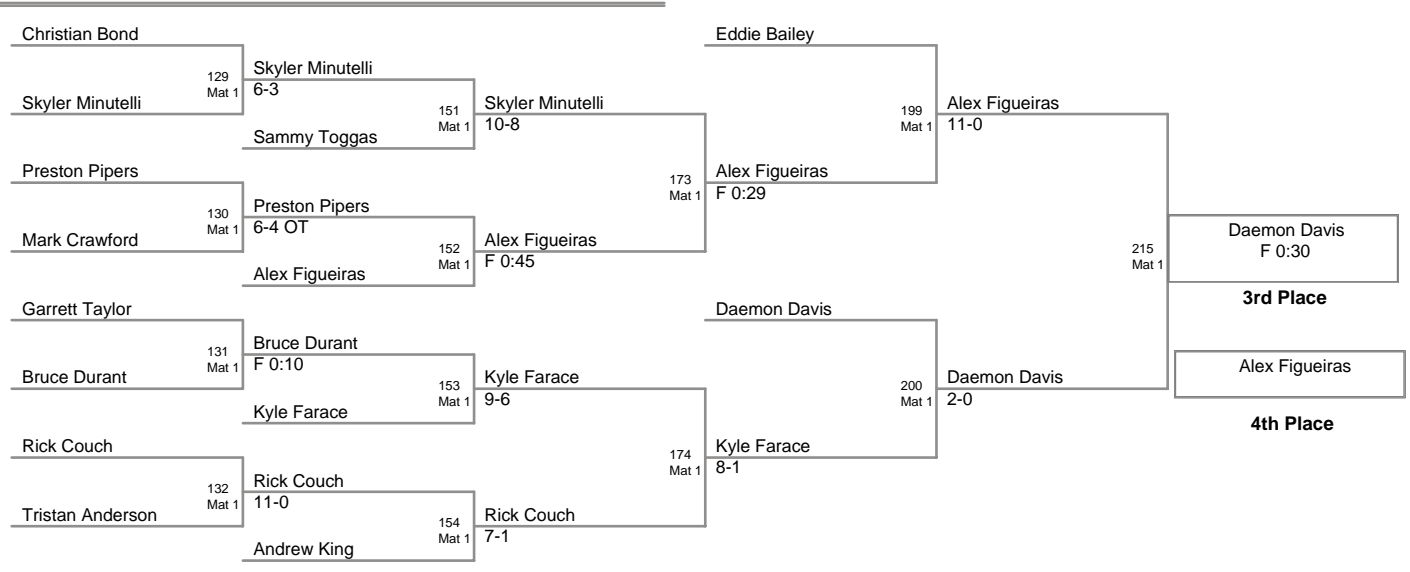 Christian Bond
Eddie Bailey
129
Mat 1
Skyler Minutelli
6-3
Skyler Minutelli
151
Mat 1
Skyler Minutelli
10-8
199
Mat 1
Alex Figueiras
11-0
Sammy Toggas
Preston Pipers
173
Mat 1
Alex Figueiras
F 0:29
130
Mat 1
Preston Pipers
6-4 OT
Mark Crawford
152
Mat 1
Alex Figueiras
F 0:45
Alex Figueiras
215
Mat 1
Daemon Davis
F 0:30
3rd Place
Garrett Taylor
Daemon Davis
131
Mat 1
Bruce Durant
F 0:10
Bruce Durant
153
Mat 1
Kyle Farace
9-6
200
Mat 1
Daemon Davis
2-0
Alex Figueiras
4th Place
Kyle Farace
Rick Couch
174
Mat 1
Kyle Farace
8-1
132
Mat 1
Rick Couch
11-0
Tristan Anderson
154
Mat 1
Rick Couch
7-1
Andrew King